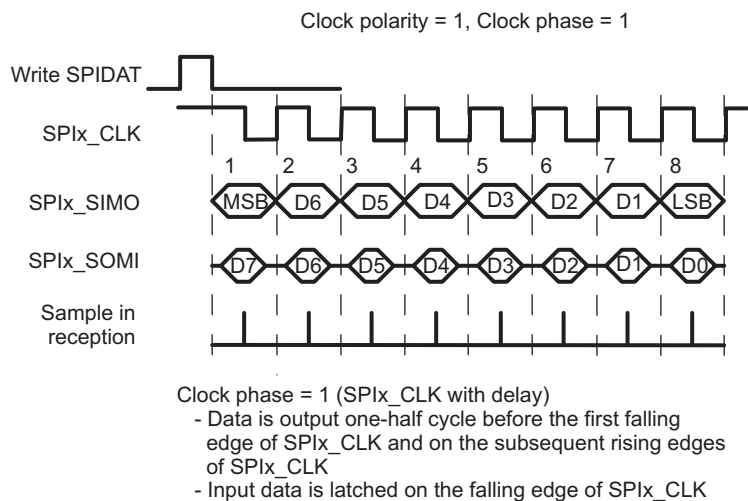 Clock polarity = 1, Clock phase = 1
Write SPIDAT
SPIx_CLK
1 2 3 4 5 6 7 8
SPIx_SIMO MSB D6 D5 D4 D3 D2 D1 LSB
SPIx_SOMI D7 D6 D5 D4 D3 D2 D1 D0
Sample in
reception
Clock phase = 1 (SPIx_CLK with delay)
- Data is output one-half cycle before the first falling
edge of SPIx_CLK and on the subsequent rising edges
of SPIx_CLK
- Input data is latched on the falling edge of SPIx_CLK